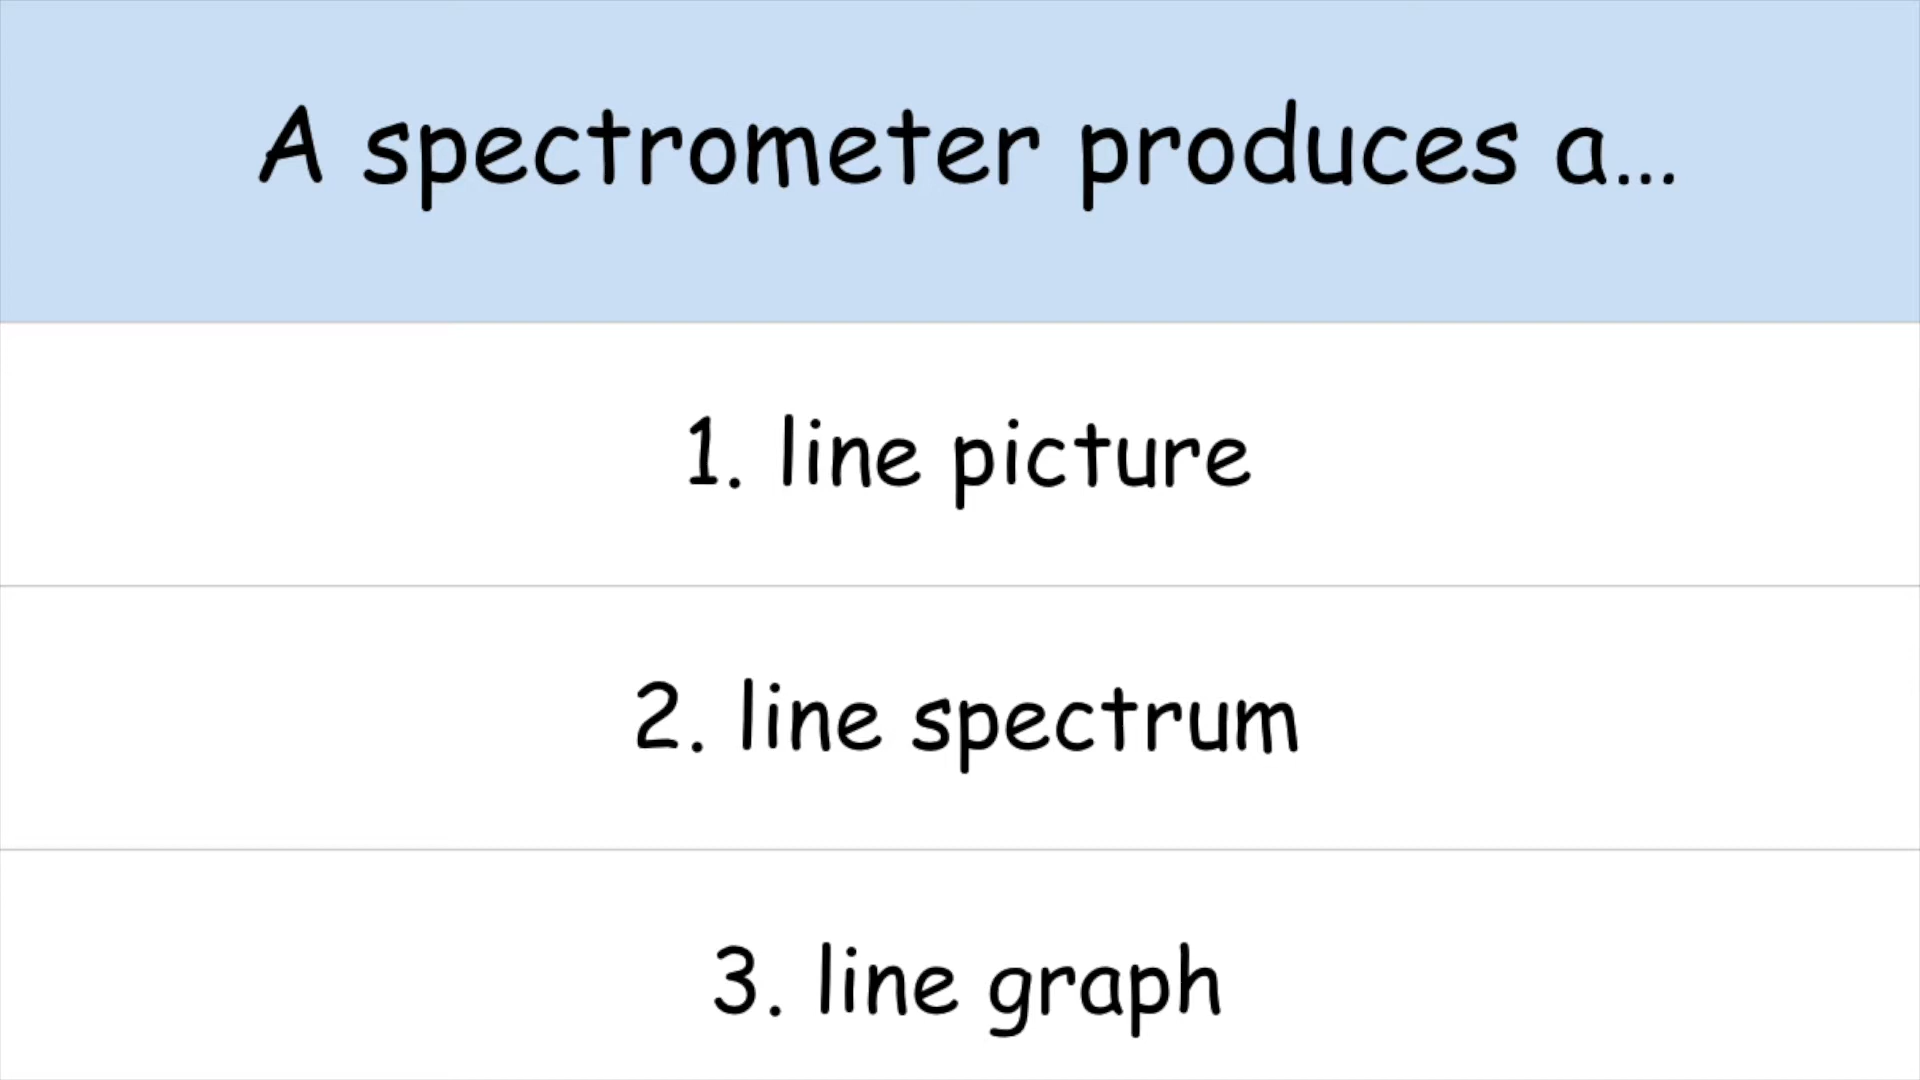 A spectrometer produces a...
1. line picture
2. line spectrum
3. line graph